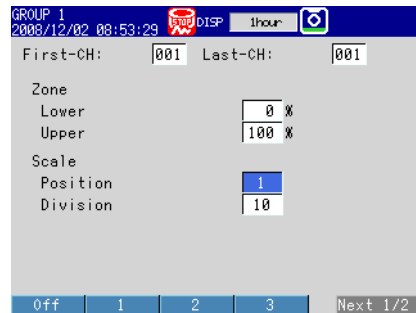 GROUP 1
2008/12/02 08:53:29 STOP DISP 1hour
First-CH: 001 Last-CH: 001
Zone
Lower 0 %
Upper 100 %
Scale
Position 1
Division 10
Off 1 2 3 Next 1/2